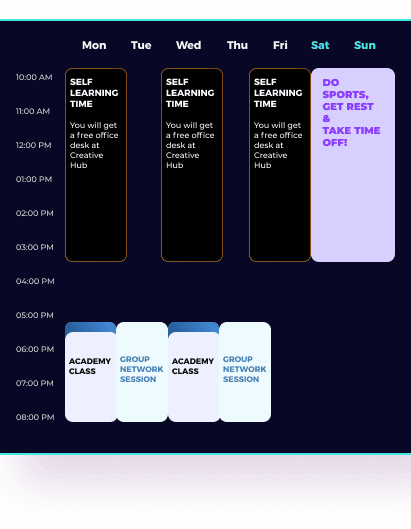 Mon Tue Wed Thu Fri Sat Sun
10:00 AM
11:00 AM
12:00 PM
01:00 PM
02:00 PM
03:00 PM
04:00 PM
05:00 PM
06:00 PM
07:00 PM
08:00 PM
SELF
LEARNING
TIME
You will get
a free office
desk at
Creative
Hub
SELF
LEARNING
TIME
You will get
a free office
desk at
Creative
Hub
SELF
LEARNING
TIME
You will get
a free office
desk at
Creative
Hub
DO
SPORTS,
GET REST
&
TAKE TIME
OFF!
ACADEMY
CLASS
GROUP
NETWORK
SESSION
ACADEMY
CLASS
GROUP
NETWORK
SESSION